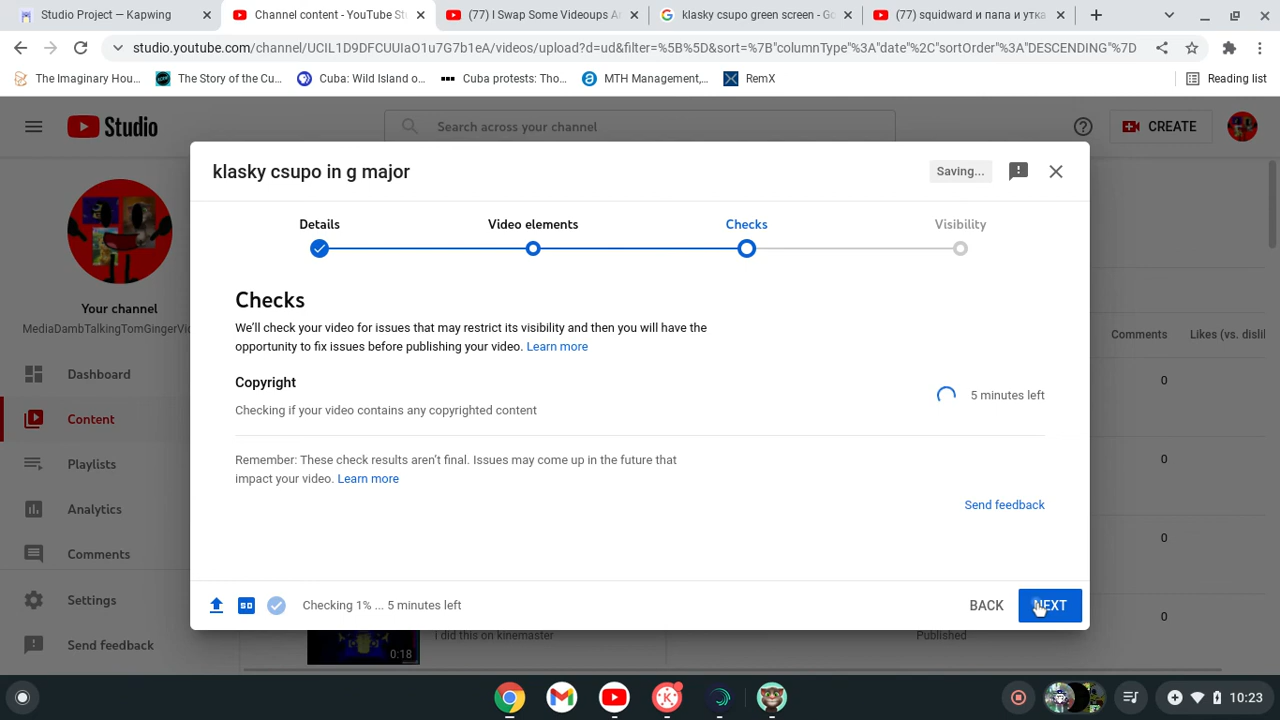 Studio Project — Kapwing
Channel content - YouTube St
(77) I Swap Some Videoups A
klasky csupo green screen - Go
(77) squidward и папа и утка
studio.youtube.com/channel/UCIL1D9DFCUUIaO1u7G7b1eA/videos/upload?d=ud&filter=%5B%5D&sort=%7B"columnType"%3A"date"%2C"sortOrder"%3A"DESCENDING"%7D
The Imaginary Hou...
The Story of the Cu...
Cuba: Wild Island o...
Cuba protests: Tho...
MTH Management,...
RemX
Reading list
Studio
Search across your channel
CREATE
klasky csupo in g major
Saving...
Details
Video elements
Checks
Visibility
Checks
We'll check your video for issues that may restrict its visibility and then you will have the
opportunity to fix issues before publishing your video. Learn more
Copyright
Checking if your video contains any copyrighted content
5 minutes left
Remember: These check results aren't final. Issues may come up in the future that
impact your video. Learn more
Send feedback
Checking 1% ... 5 minutes left
BACK
NEXT
Your channel
MediaDambTalkingTomGingerVi
Dashboard
Content
Playlists
Analytics
Comments
Settings
Send feedback
Comments
Likes (vs. disli
0
0
0
0
i did this on kinemaster
Published
0:18
10:23